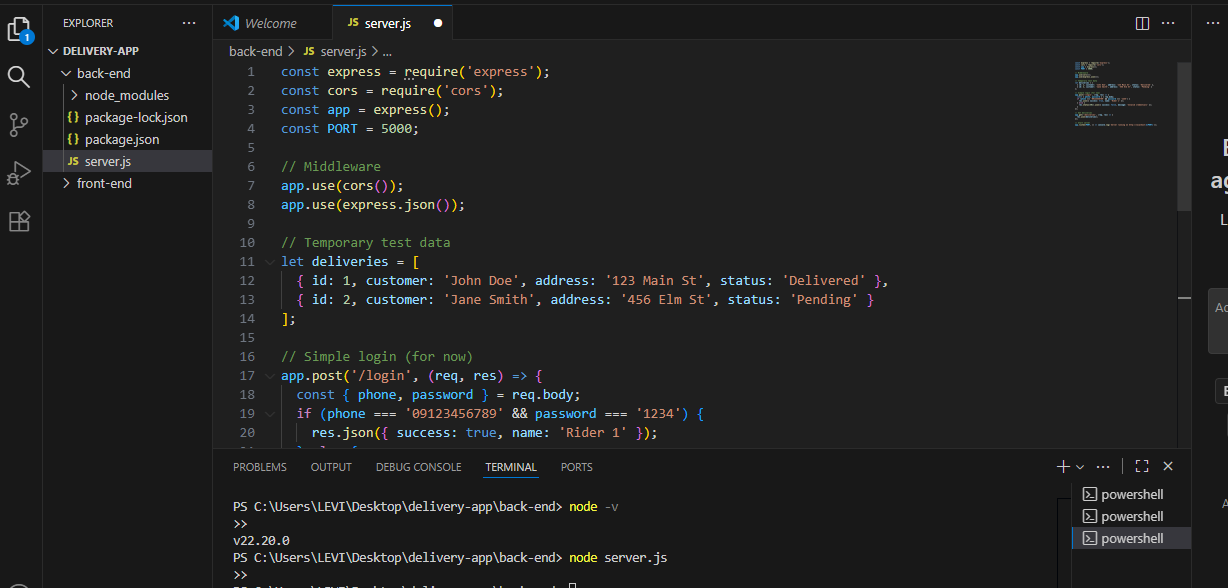 EXPLORER
DELIVERY-APP
back-end
node_modules
package-lock.json
package.json
JS server.js
front-end
1
Welcome
JS server.js
back-end > JS server.js > ...
1 const express = require('express');
2 const cors = require('cors');
3 const app = express();
4 const PORT = 5000;
5
6 // Middleware
7 app.use(cors());
8 app.use(express.json());
9
10 // Temporary test data
11 let deliveries = [
12 { id: 1, customer: 'John Doe', address: '123 Main St', status: 'Delivered' },
13 { id: 2, customer: 'Jane Smith', address: '456 Elm St', status: 'Pending' }
14 ];
15
16 // Simple login (for now)
17 app.post('/login', (req, res) => {
18 const { phone, password } = req.body;
19 if (phone === '09123456789' && password === '1234') {
20 res.json({ success: true, name: 'Rider 1' });
PROBLEMS OUTPUT DEBUG CONSOLE TERMINAL PORTS
PS C:\Users\LEVI\Desktop\delivery-app\back-end> node -v
>>
v22.20.0
PS C:\Users\LEVI\Desktop\delivery-app\back-end> node server.js
>>
powershell
powershell
powershell